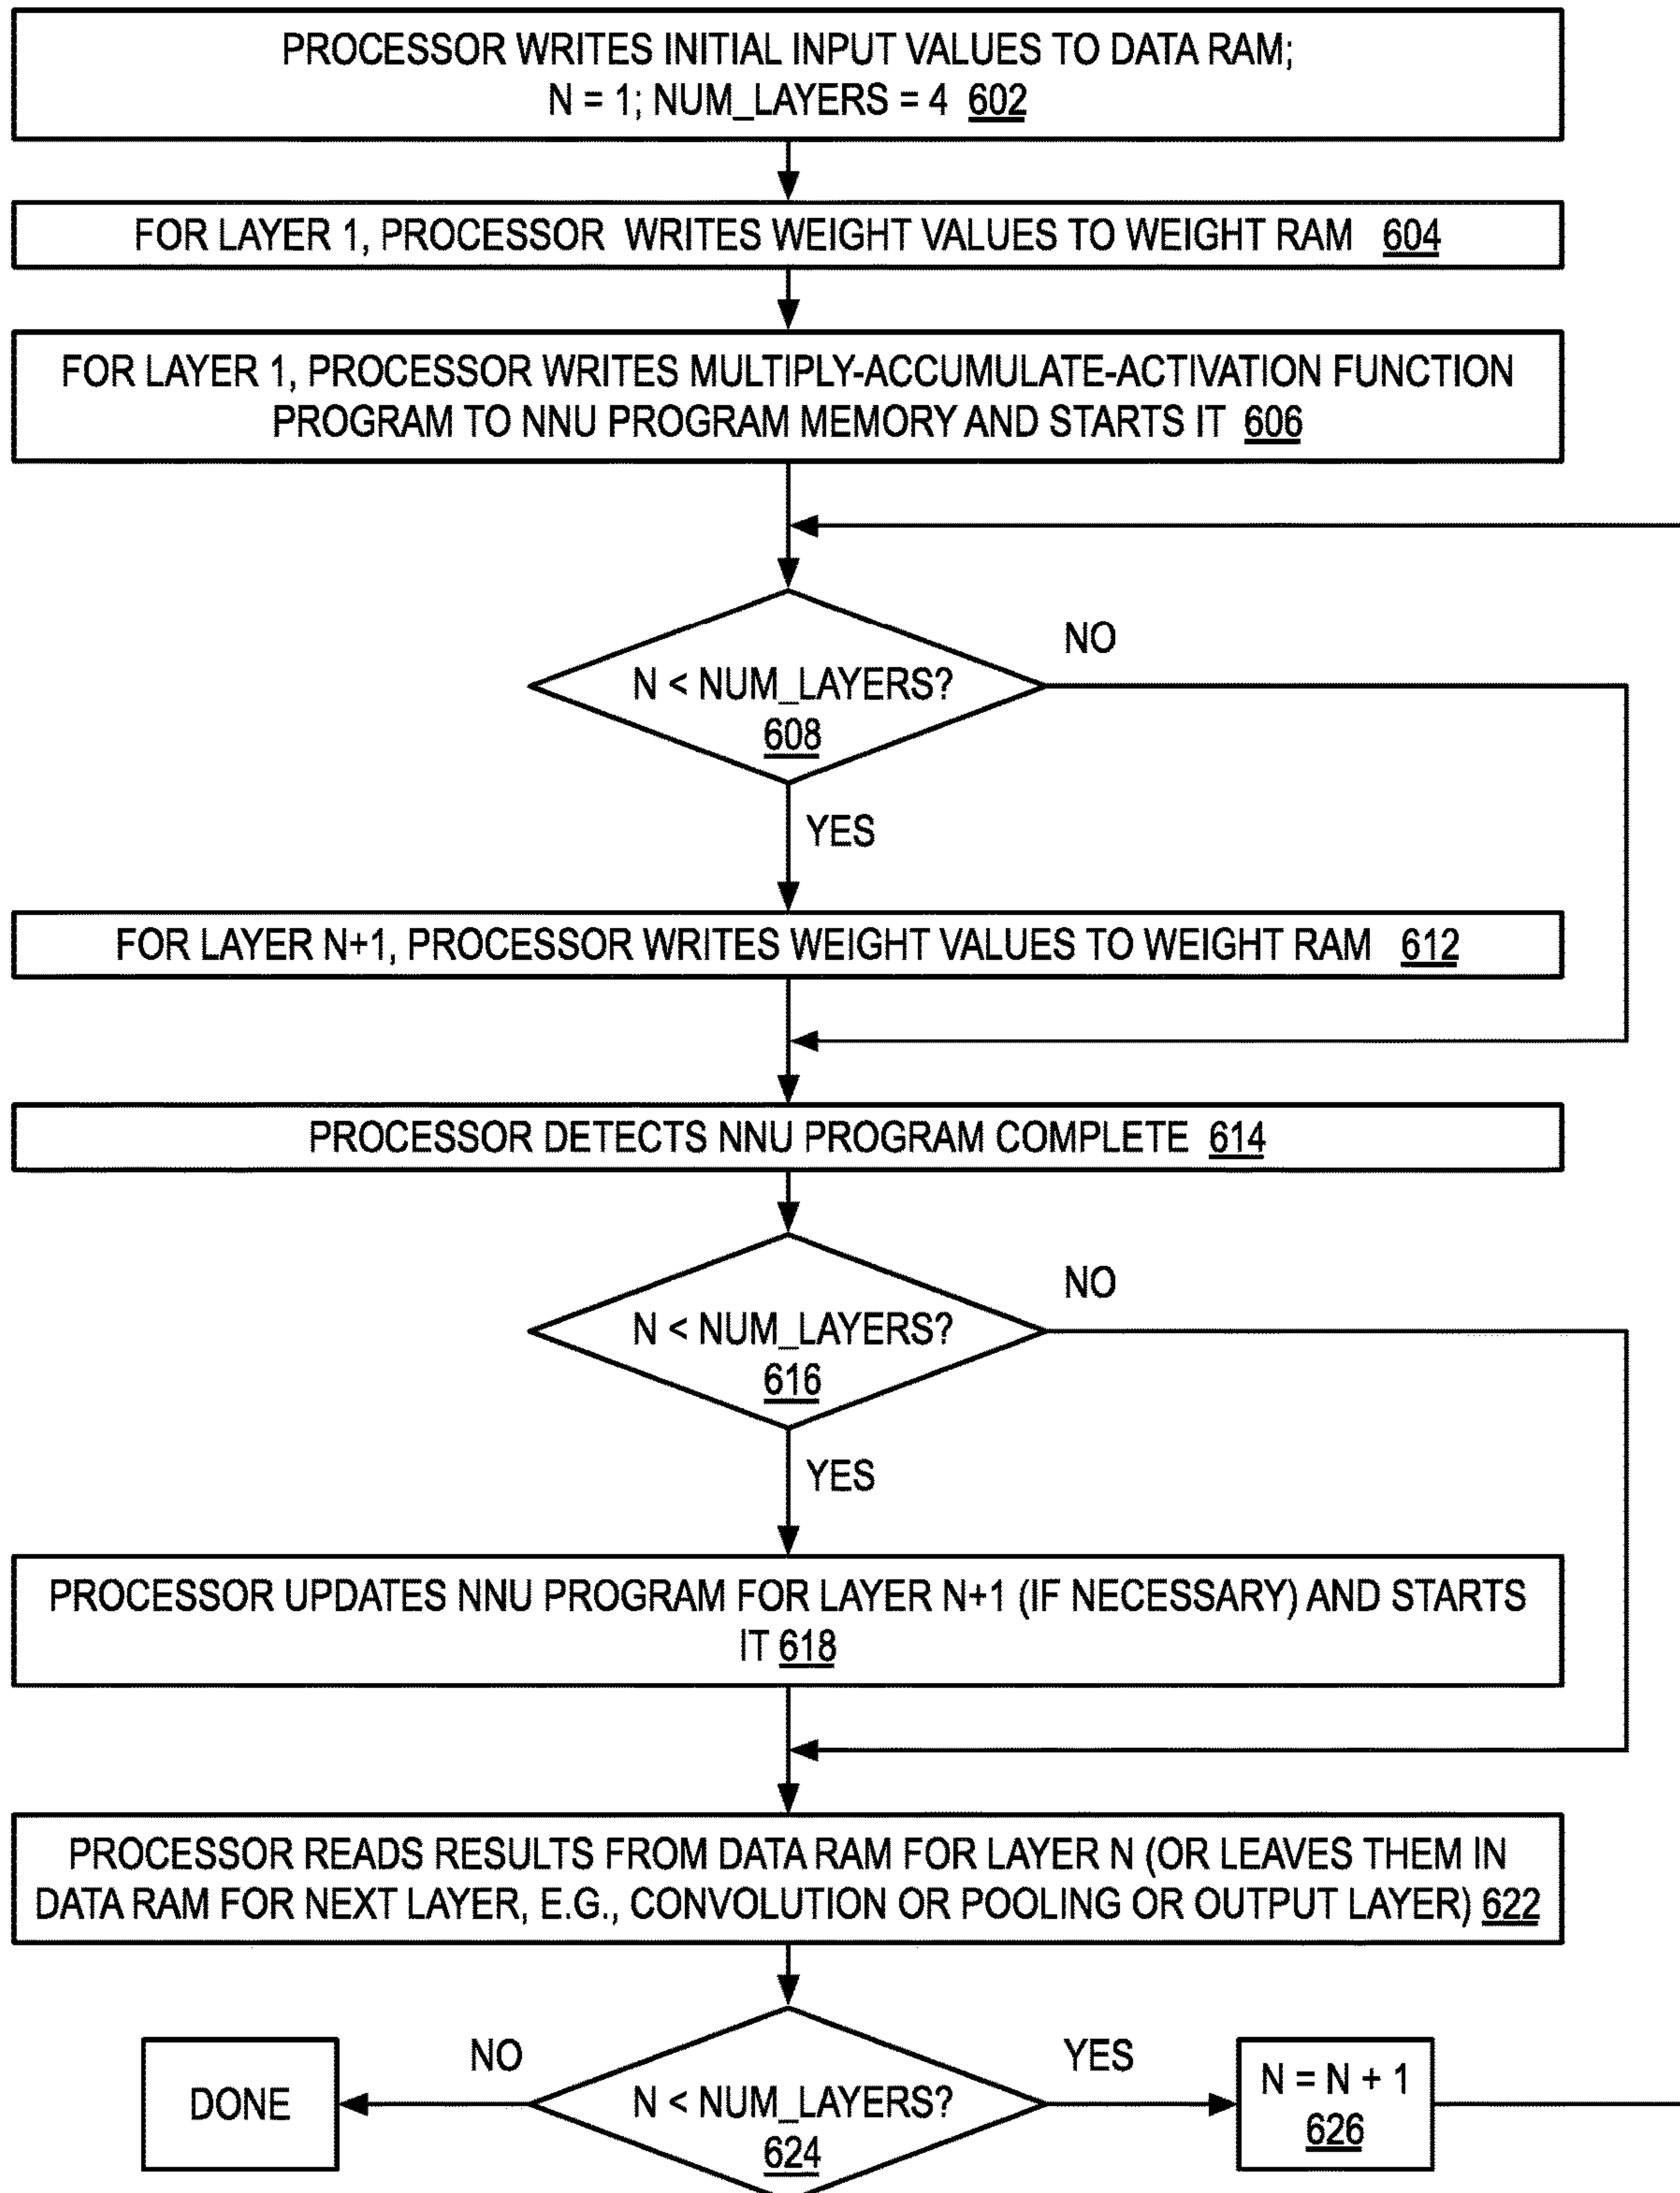 PROCESSOR WRITES INITIAL INPUT VALUES TO DATA RAM;
N = 1; NUM_LAYERS = 4 602
FOR LAYER 1, PROCESSOR WRITES WEIGHT VALUES TO WEIGHT RAM 604
FOR LAYER 1, PROCESSOR WRITES MULTIPLY-ACCUMULATE-ACTIVATION FUNCTION
PROGRAM TO NNU PROGRAM MEMORY AND STARTS IT 606
NO
N < NUM_LAYERS?
608
YES
FOR LAYER N+1, PROCESSOR WRITES WEIGHT VALUES TO WEIGHT RAM 612
PROCESSOR DETECTS NNU PROGRAM COMPLETE 614
NO
N < NUM_LAYERS?
616
YES
PROCESSOR UPDATES NNU PROGRAM FOR LAYER N+1 (IF NECESSARY) AND STARTS
IT 618
PROCESSOR READS RESULTS FROM DATA RAM FOR LAYER N (OR LEAVES THEM IN
DATA RAM FOR NEXT LAYER, E.G., CONVOLUTION OR POOLING OR OUTPUT LAYER) 622
NO
YES
DONE
N < NUM_LAYERS?
624
N = N + 1
626